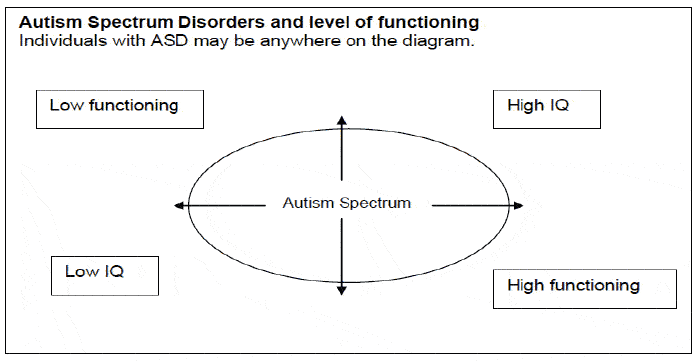 Autism Spectrum Disorders and level of functioning
Individuals with ASD may be anywhere on the diagram.
Low functioning
High IQ
Autism Spectrum
Low IQ
High functioning